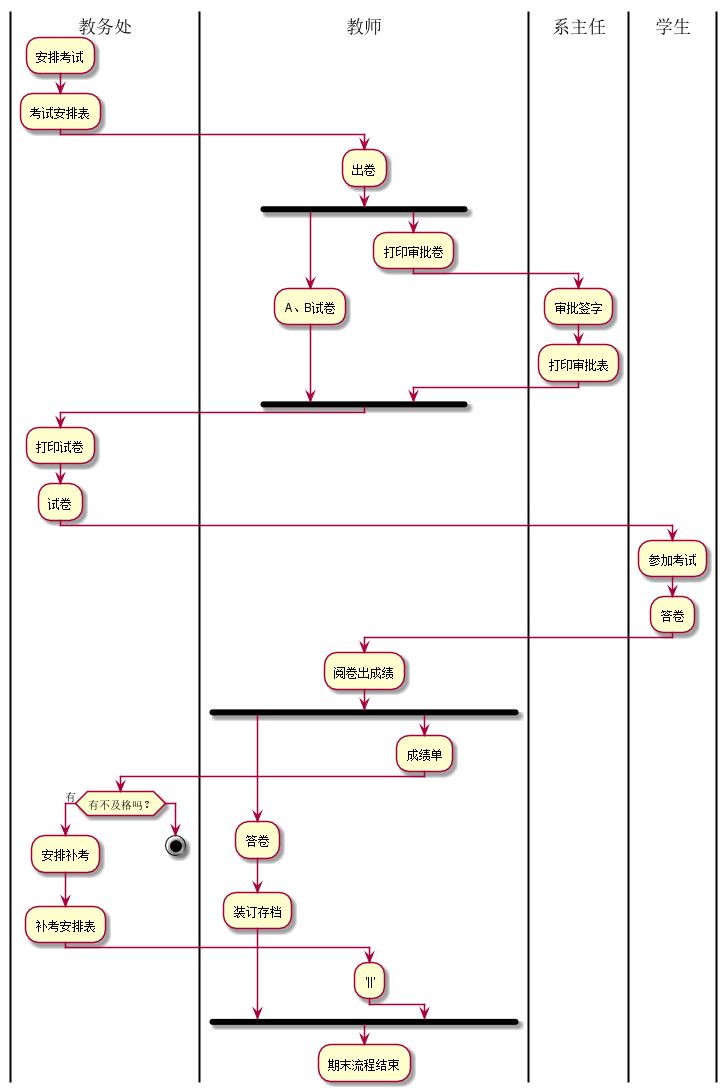 教务处
教师
系主任
学生
安排考试
考试安排表
出卷
打印审批卷
A、B试卷
审批签字
打印审批表
打印试卷
试卷
参加考试
答卷
阅卷出成绩
成绩单
有
有不及格吗？
答卷
安排补考
装订存档
补考安排表
'||'
期末流程结束